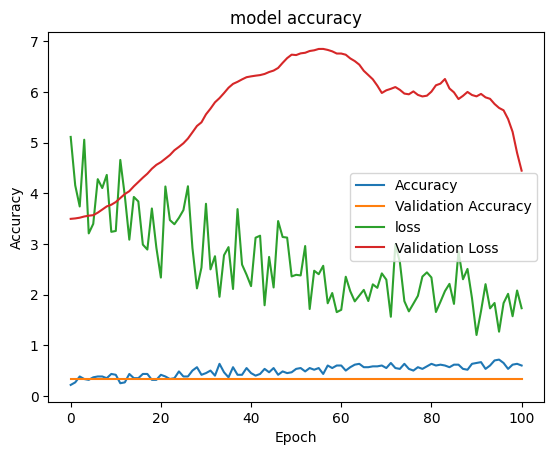 model accuracy
7
6
5
4
3
2
1
0
Accuracy
Accuracy
Validation Accuracy
loss
Validation Loss
0 20 40 60 80 100
Epoch